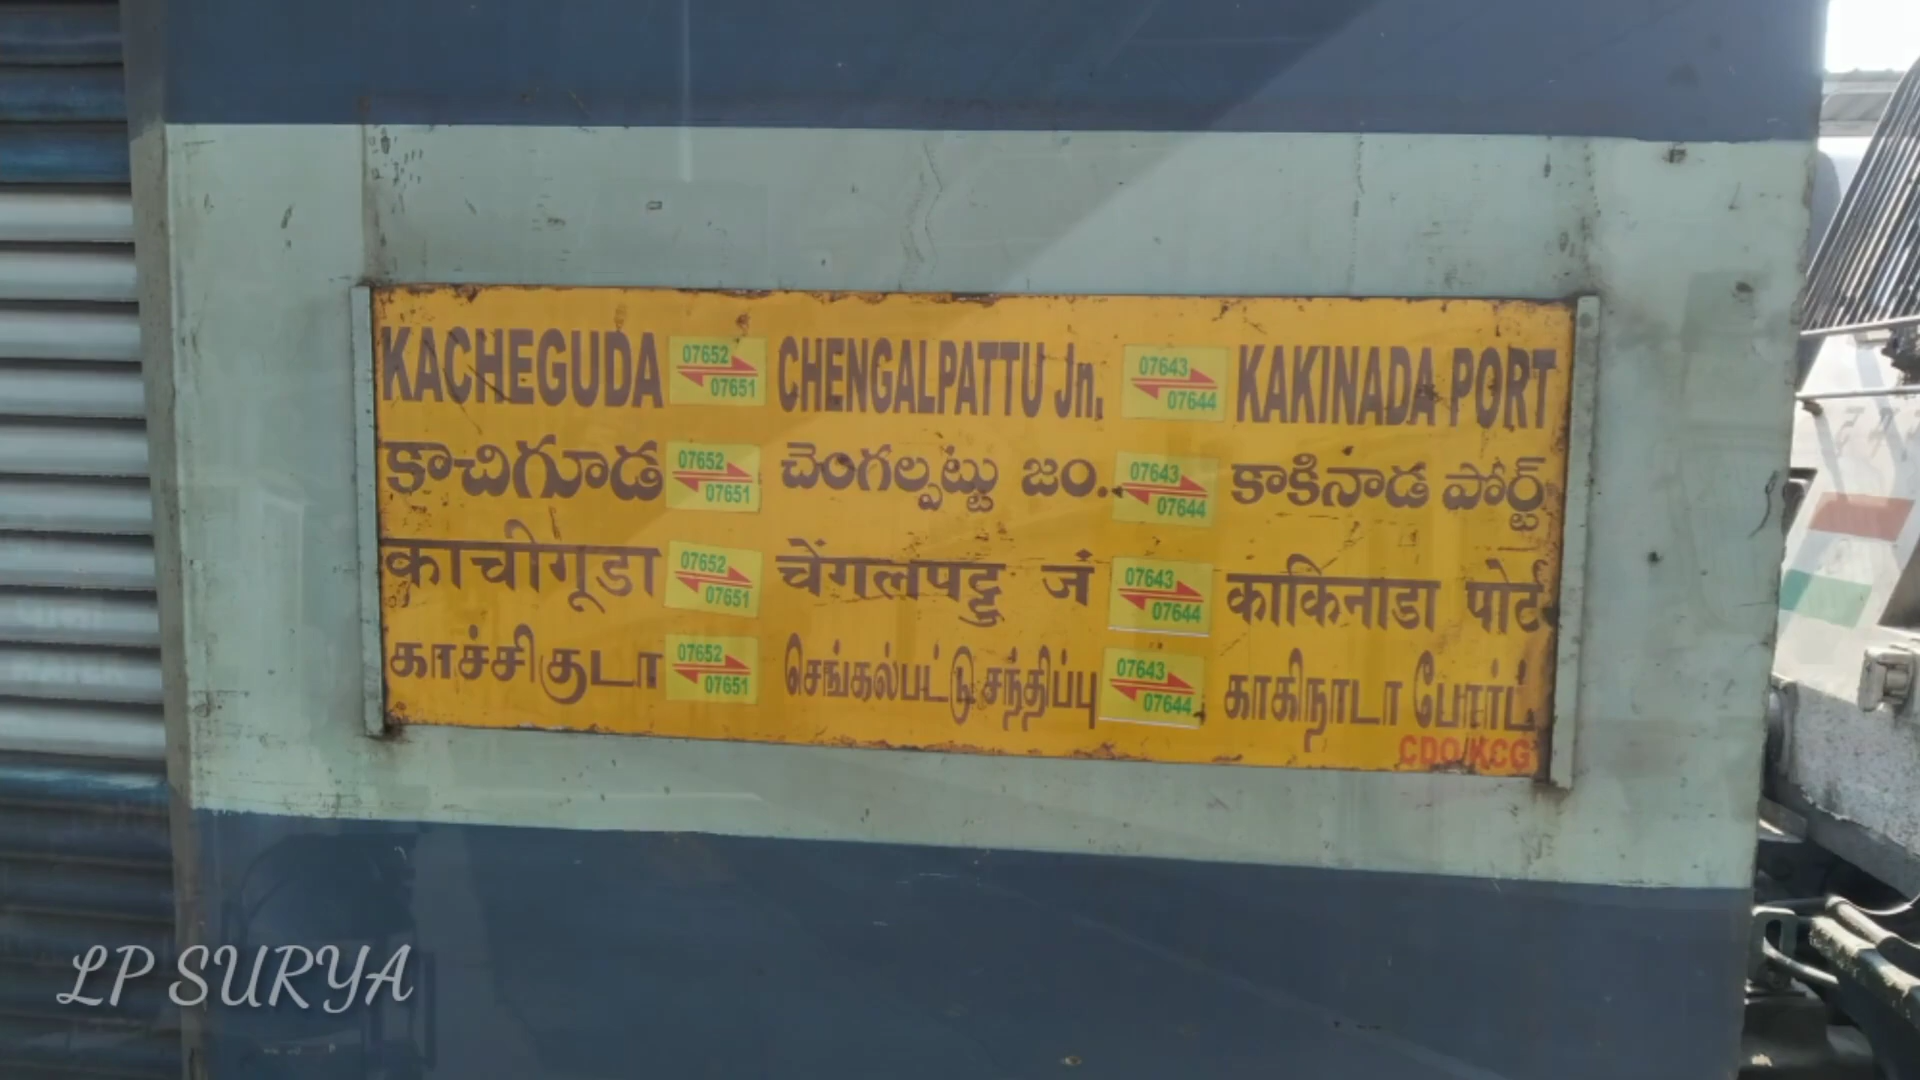 KACHEGUDA 07652 07651 CHENGALPATTU Jn. 07643 07644 KAKINADA PORT
కాచిగూడ 07652 07651 చెంగల్పట్టు జం.. 07643 07644 కాకినాడ పోర్ట్
काचीगूडा 07652 07651 चेंगलपट्टू जं 07643 07644 काकिनाडा पोर्ट
காச்சிகுடா 07652 07651 செங்கல்பட்டு சந்திப்பு 07643 07644 காகிநாடா போர்ட்
CDO/KCG
LP SURYA